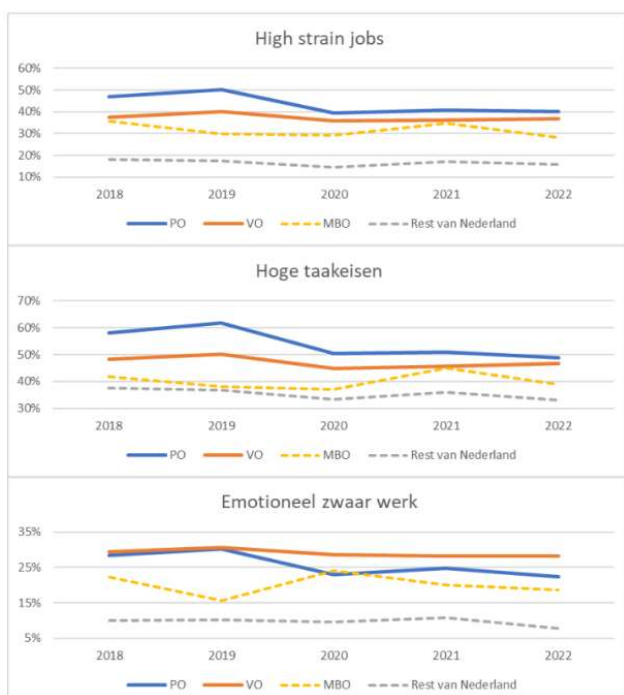 High strain jobs
60%
50%
40%
30%
20%
10%
2018 2019 2020 2021 2022
PO VO MBO Rest van Nederland
Hoge taakeisen
70%
60%
50%
40%
30%
2018 2019 2020 2021 2022
PO VO MBO Rest van Nederland
Emotioneel zwaar werk
35%
25%
15%
5%
2018 2019 2020 2021 2022
PO VO MBO Rest van Nederland